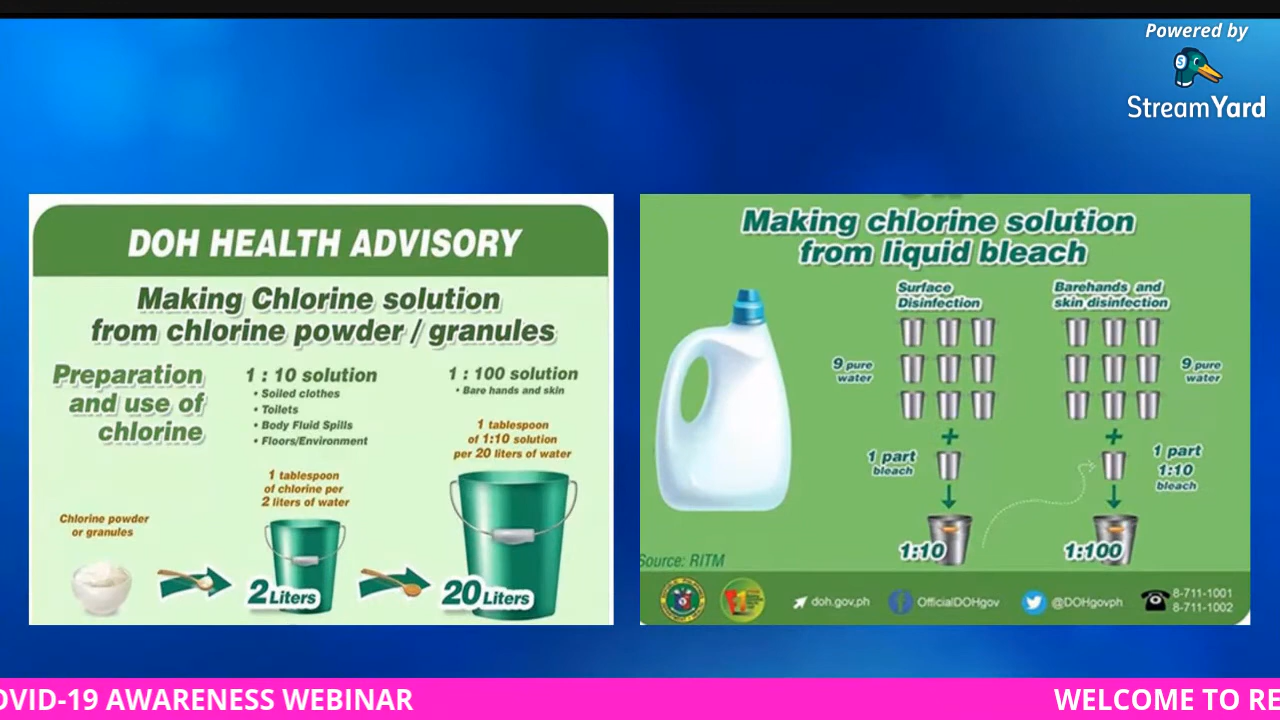 Powered by
StreamYard
DOH HEALTH ADVISORY
Making Chlorine solution
from chlorine powder / granules
Preparation
and use of
chlorine
1 : 10 solution
• Soiled clothes
• Toilets
• Body Fluid Spills
• Floors/Environment
1 : 100 solution
• Bare hands and skin
1 tablespoon
of 1:10 solution
per 20 liters of water
1 tablespoon
of chlorine per
2 liters of water
Chlorine powder
or granules
2 Liters
20 Liters
Making chlorine solution
from liquid bleach
Surface
Disinfection
Barehands and
skin disinfection
9 pure
water
9 pure
water
+
+
1 part
bleach
1 part
1:10
bleach
1:10
1:100
Source: RITM
doh.gov.ph
OfficialDOHgov
@DOHgovph
8-711-1001
8-711-1002
OVID-19 AWARENESS WEBINAR
WELCOME TO RE